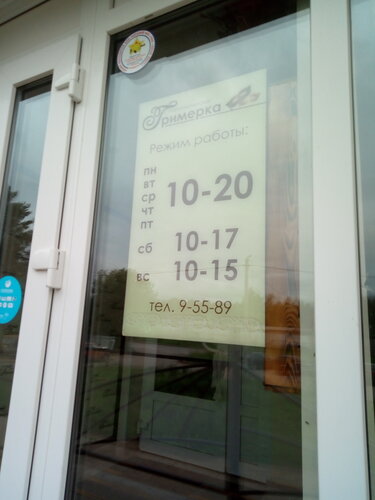 Гримерка
Режим работы:
пн
вт
ср 10-20
чт
пт
сб 10-17
вс 10-15
тел. 9-55-89